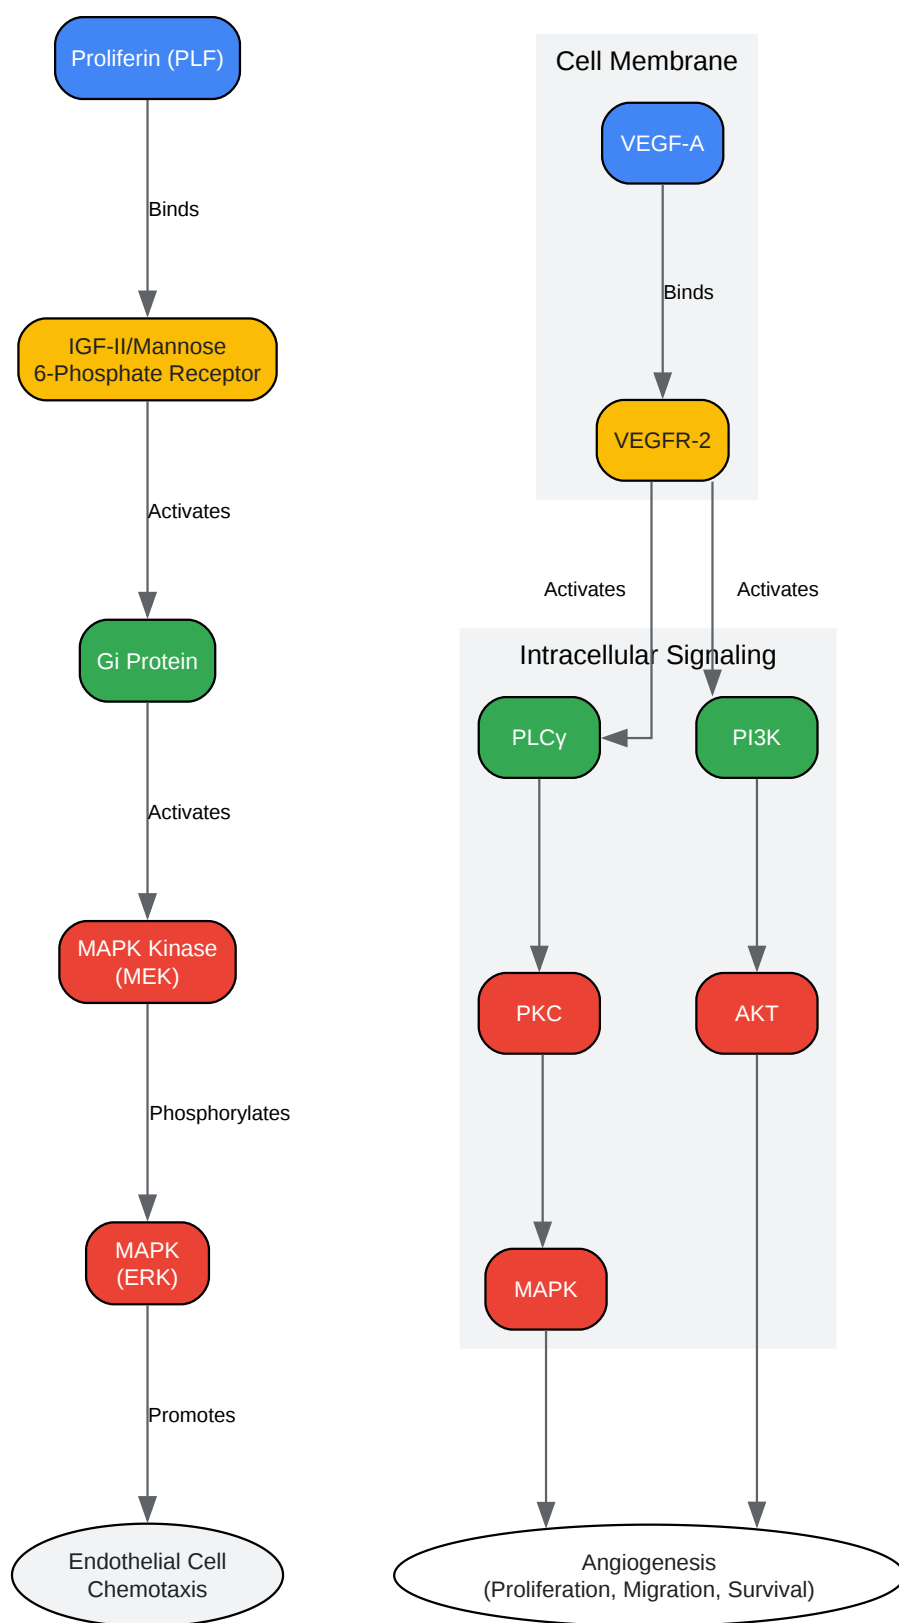 Proliferin (PLF)
Binds
IGF-II/Mannose
6-Phosphate Receptor
Activates
Gi Protein
Activates
MAPK Kinase
(MEK)
Phosphorylates
MAPK
(ERK)
Promotes
Endothelial Cell
Chemotaxis
Cell Membrane
VEGF-A
Binds
VEGFR-2
Activates
Activates
Intracellular Signaling
PLCγ
PI3K
PKC
AKT
MAPK
Angiogenesis
(Proliferation, Migration, Survival)